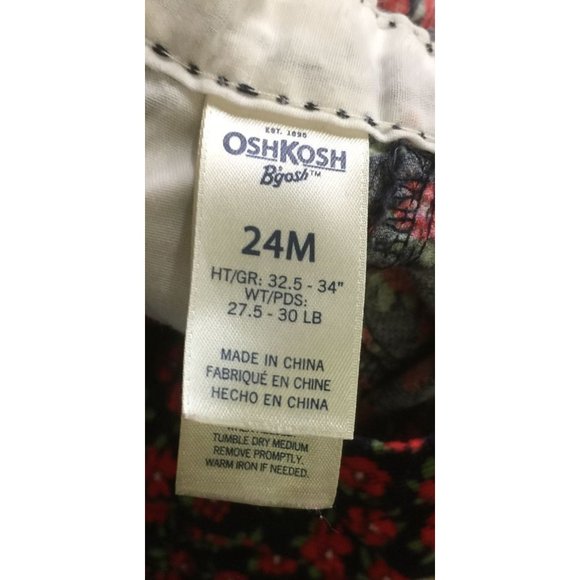 EST. 1895
OSHKOSH
B'gosh™
24M
HT/GR: 32.5 - 34"
WT/PDS:
27.5 - 30 LB
MADE IN CHINA
FABRIQUÉ EN CHINE
HECHO EN CHINA
TUMBLE DRY MEDIUM
REMOVE PROMPTLY.
WARM IRON IF NEEDED.